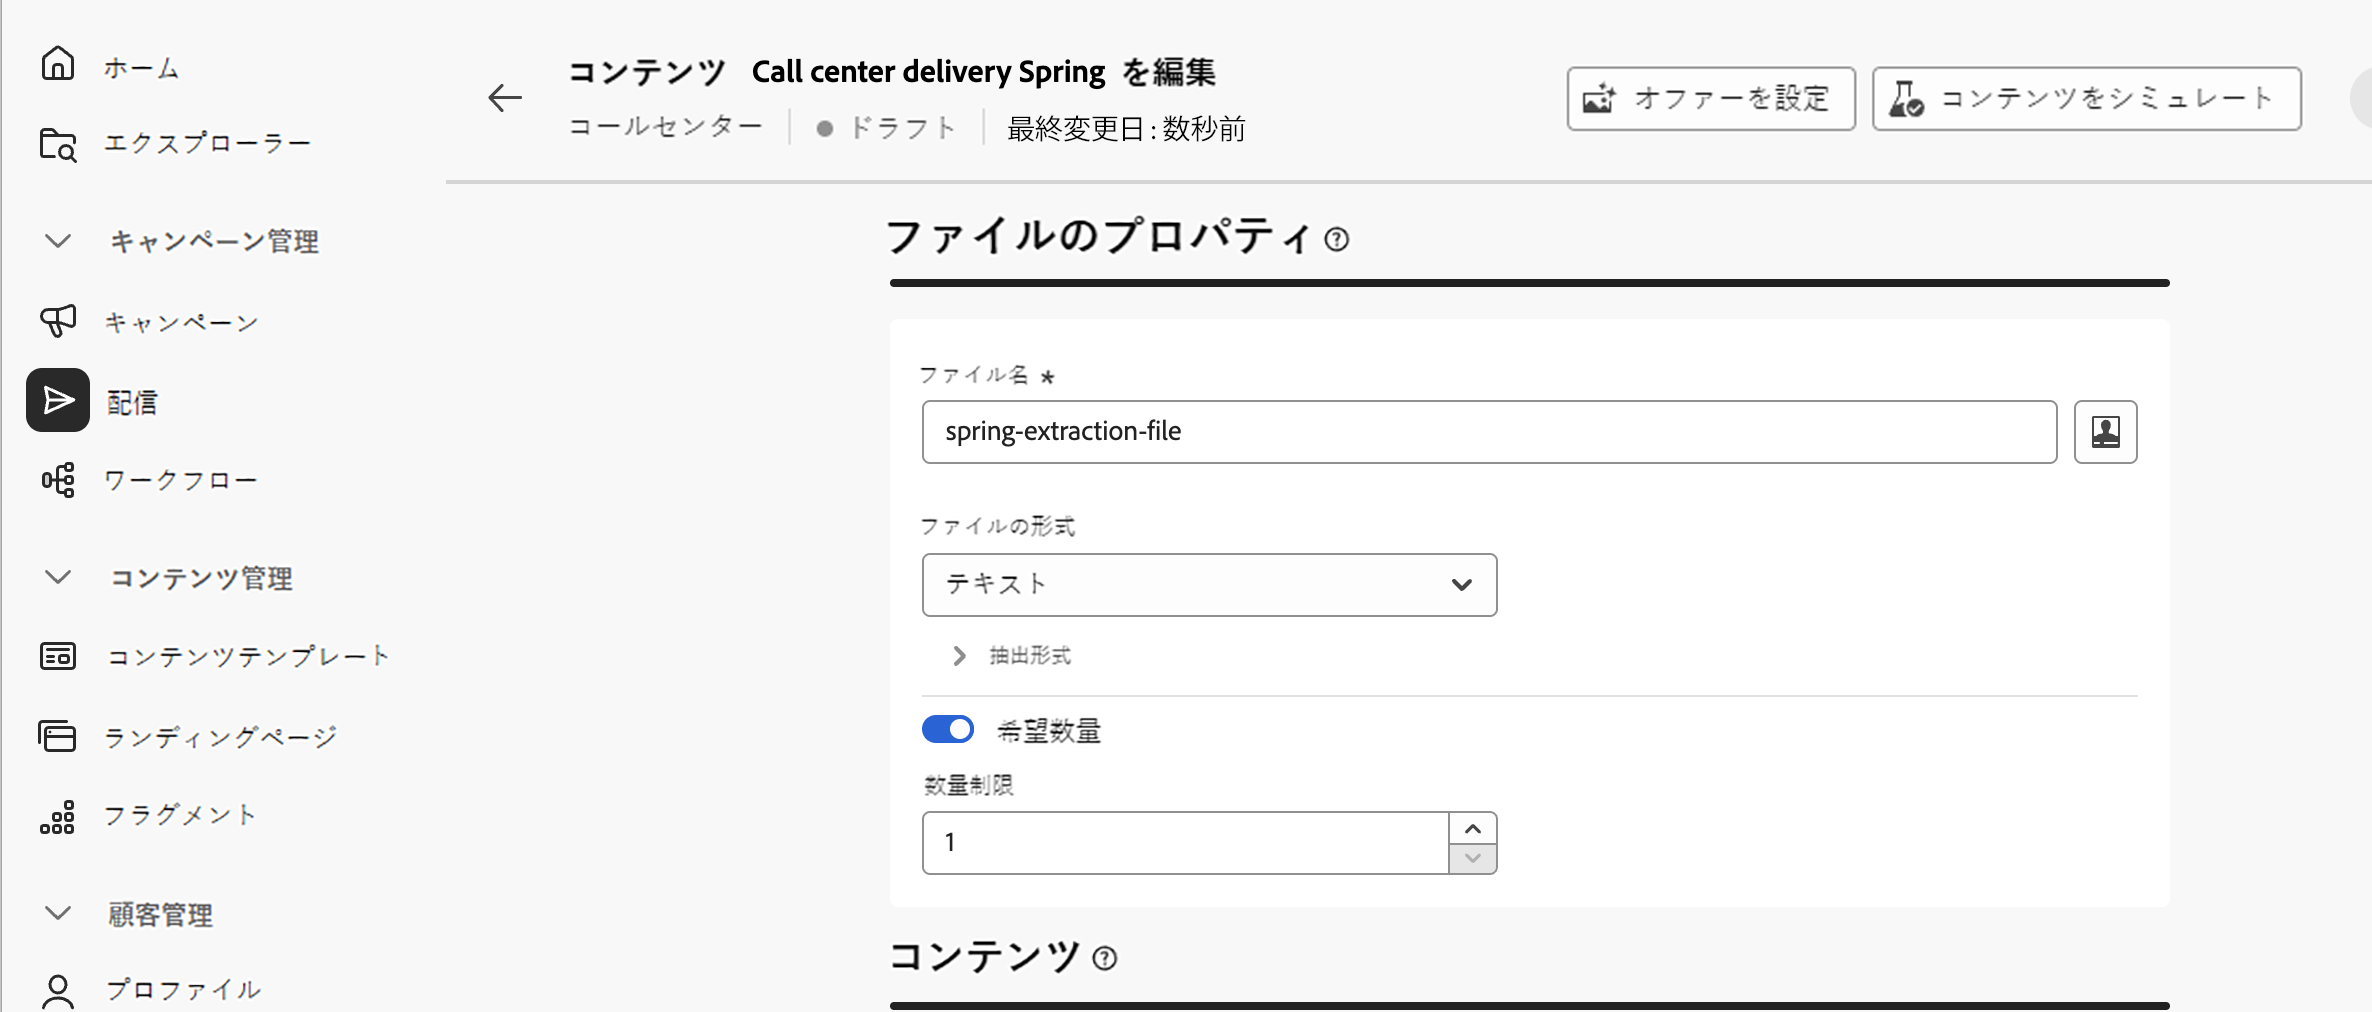 ホーム
エクスプローラー
キャンペーン管理
キャンペーン
配信
ワークフロー
コンテンツ管理
コンテンツテンプレート
ランディングページ
フラグメント
顧客管理
プロファイル
コンテンツ Call center delivery Spring を編集
コールセンター ドラフト 最終変更日 : 数秒前
オファーを設定
コンテンツをシミュレート
ファイルのプロパティ
ファイル名 *
spring-extraction-file
ファイルの形式
テキスト
抽出形式
希望数量
数量制限
1
コンテンツ